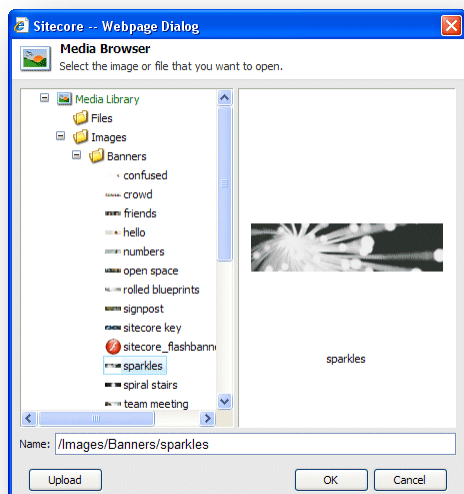 Sitecore -- Webpage Dialog
Media Browser
Select the image or file that you want to open.
Media Library
Files
Images
Banners
confused
crowd
friends
hello
numbers
open space
rolled blueprints
signpost
sitecore key
sitecore_flashbanne
sparkles
spiral stairs
team meeting
sparkles
Name: /Images/Banners/sparkles
Upload OK Cancel